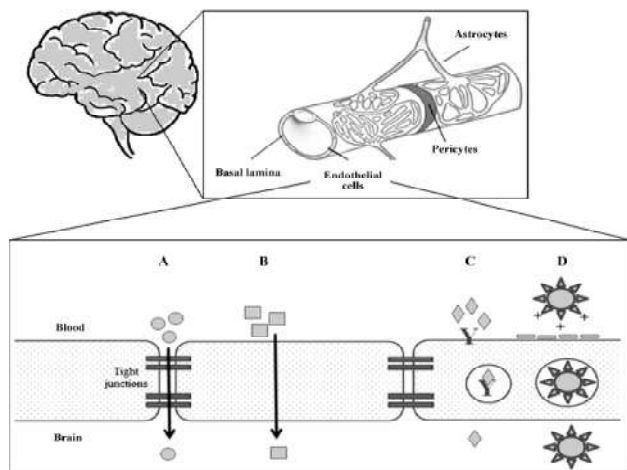 Astrocytes
Pericytes
Basal lamina
Endothelial
cells
A
B
C
D
Blood
Tight
junctions
Y
Y
Brain